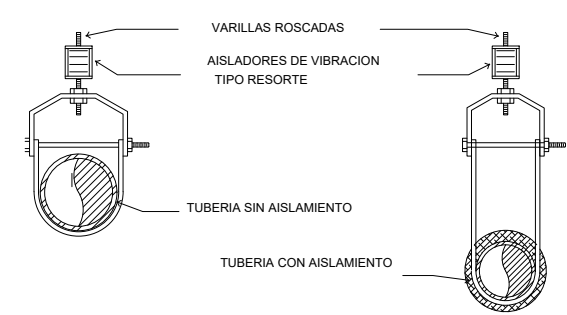 VARILLAS ROSCADAS
AISLADORES DE VIBRACION
TIPO RESORTE
TUBERIA SIN AISLAMIENTO
TUBERIA CON AISLAMIENTO